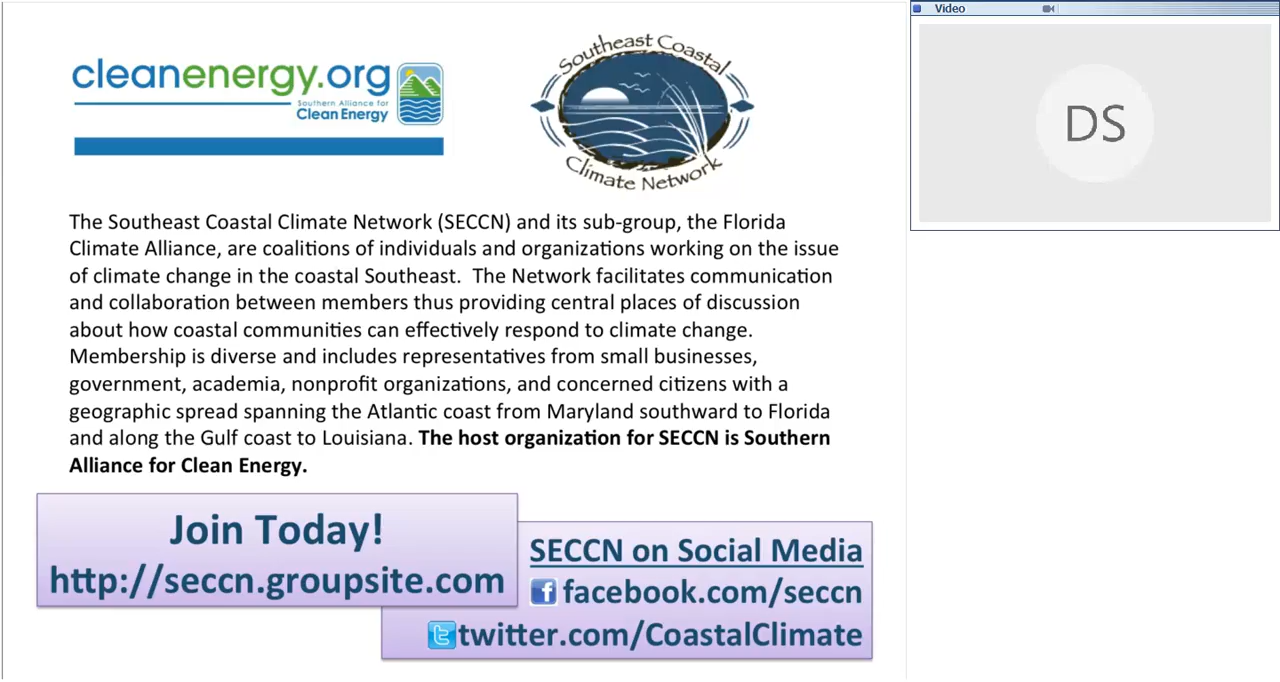 cleanenergy.org
Southern Alliance for
Clean Energy
Southeast Coastal
Climate Network
The Southeast Coastal Climate Network (SECCN) and its sub-group, the Florida
Climate Alliance, are coalitions of individuals and organizations working on the issue
of climate change in the coastal Southeast.  The Network facilitates communication
and collaboration between members thus providing central places of discussion
about how coastal communities can effectively respond to climate change.
Membership is diverse and includes representatives from small businesses,
government, academia, nonprofit organizations, and concerned citizens with a
geographic spread spanning the Atlantic coast from Maryland southward to Florida
and along the Gulf coast to Louisiana. The host organization for SECCN is Southern
Alliance for Clean Energy.
Join Today!
http://seccn.groupsite.com
SECCN on Social Media
f facebook.com/seccn
t twitter.com/CoastalClimate
Video
DS